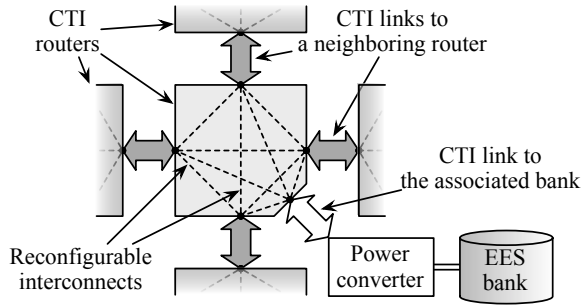 CTI
routers
CTI links to
a neighboring router
CTI link to
the associated bank
Reconfigurable
interconnects
Power
converter
EES
bank